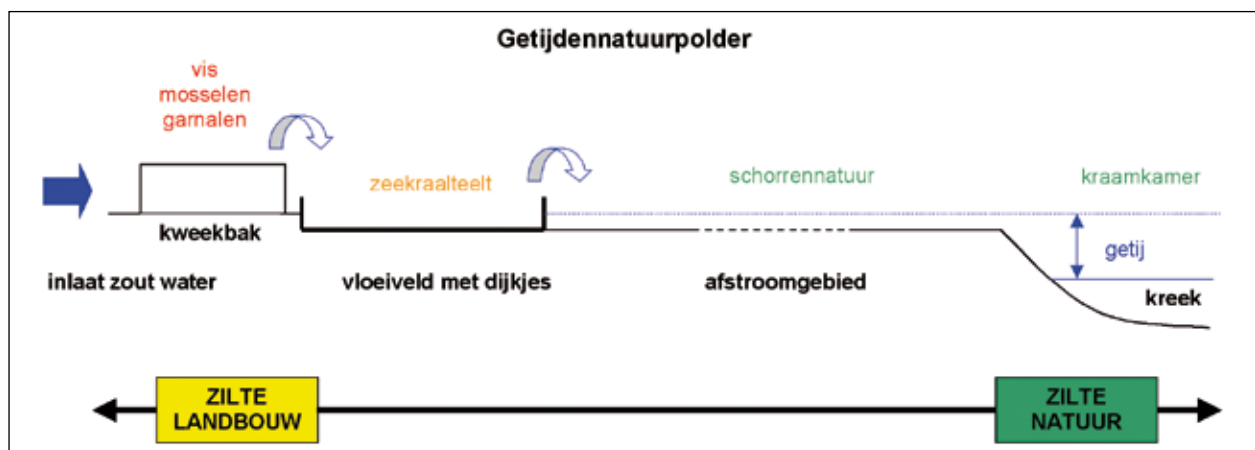 Getijdennatuurpolder
vis
mosselen
garnalen
zeekraalteelt
schorrennatuur
kraamkamer
kweekbak
getij
inlaat zout water
vloeiveld met dijkjes
afstroomgebied
kreek
ZILTE
LANDBOUW
ZILTE
NATUUR